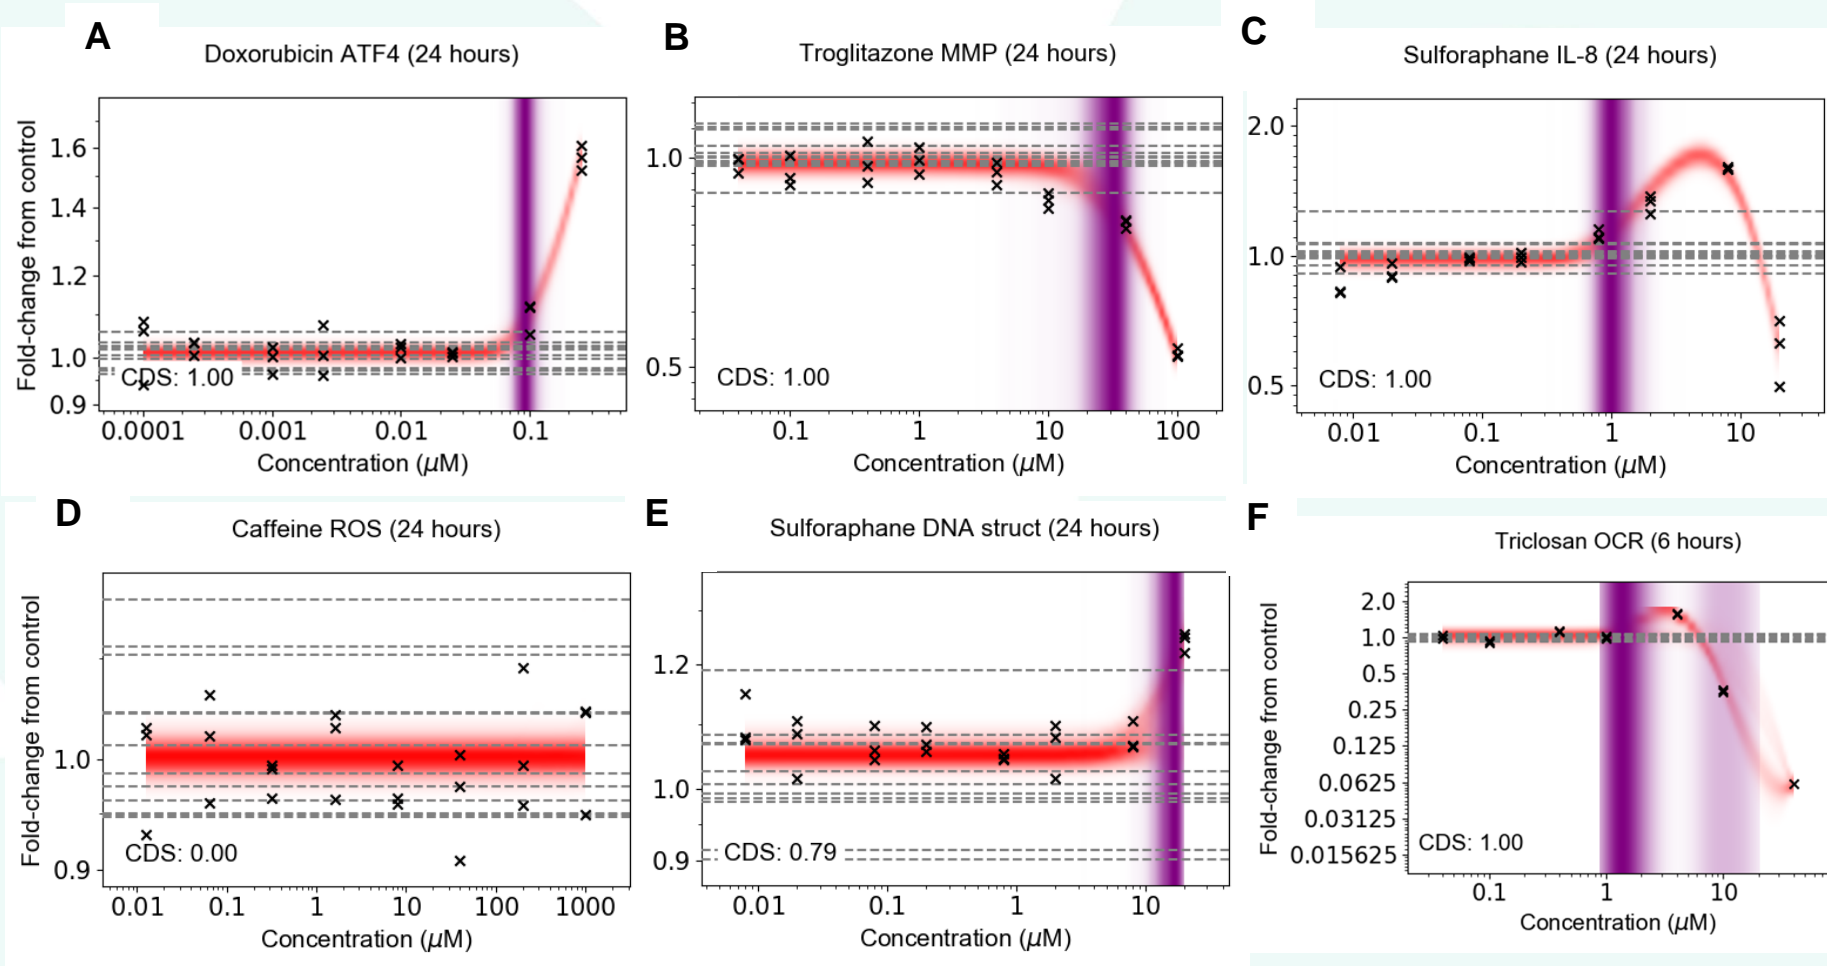 A
Doxorubicin ATF4 (24 hours)
Fold-change from control
1.6
1.4
1.2
1.0
0.9
CDS: 1.00
0.0001 0.001 0.01 0.1
Concentration (μM)
B
Troglitazone MMP (24 hours)
1.0
0.5
CDS: 1.00
0.1 1 10 100
Concentration (μM)
C
Sulforaphane IL-8 (24 hours)
2.0
1.0
0.5
CDS: 1.00
0.01 0.1 1 10
Concentration (μM)
D
Caffeine ROS (24 hours)
Fold-change from control
1.0
0.9
CDS: 0.00
0.01 0.1 1 10 100 1000
Concentration (μM)
E
Sulforaphane DNA struct (24 hours)
1.2
1.0
0.9
CDS: 0.79
0.01 0.1 1 10
Concentration (μM)
F
Triclosan OCR (6 hours)
Fold-change from control
2.0
1.0
0.5
0.25
0.125
0.0625
0.03125
0.015625
CDS: 1.00
0.1 1 10
Concentration (μM)